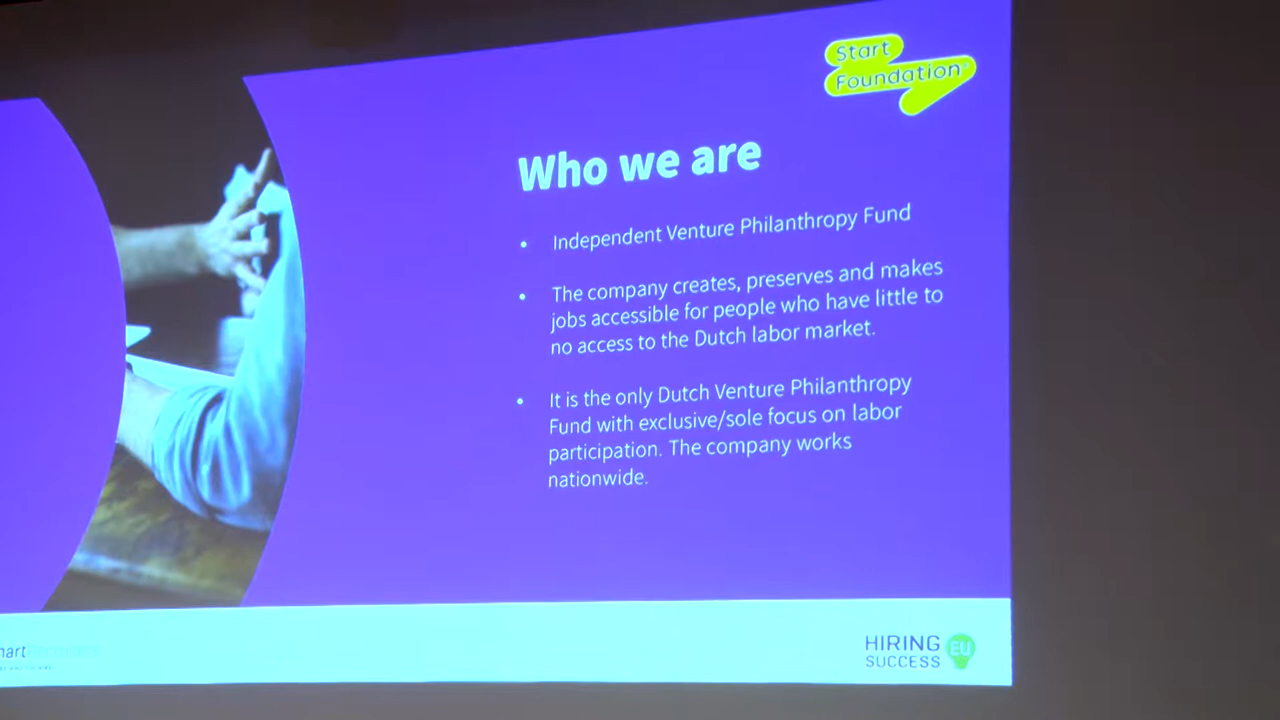 Start
Foundation
Who we are
• Independent Venture Philanthropy Fund
• The company creates, preserves and makes
jobs accessible for people who have little to
no access to the Dutch labor market.
• It is the only Dutch Venture Philanthropy
Fund with exclusive/sole focus on labor
participation. The company works
nationwide.
HIRING
SUCCESS
EU